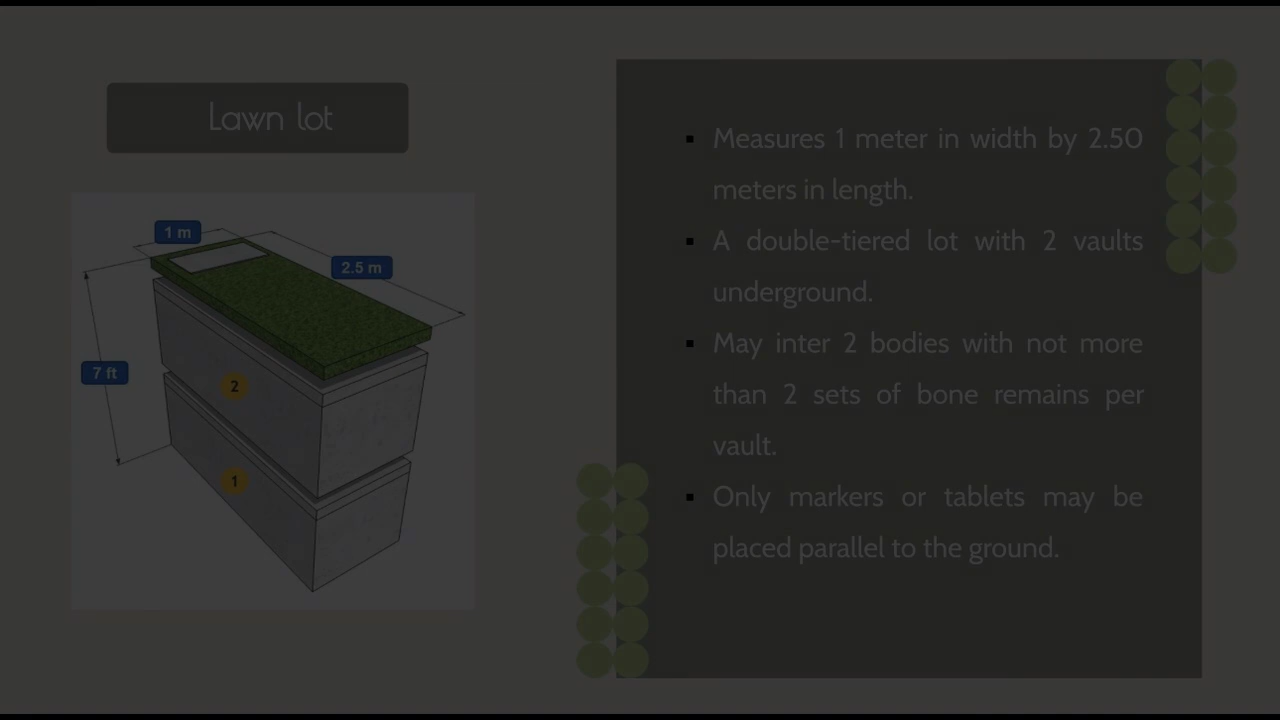 Lawn lot
1 m
2.5 m
7 ft
2
1
▪ Measures 1 meter in width by 2.50
meters in length.
▪ A double-tiered lot with 2 vaults
underground.
▪ May inter 2 bodies with not more
than 2 sets of bone remains per
vault.
▪ Only markers or tablets may be
placed parallel to the ground.